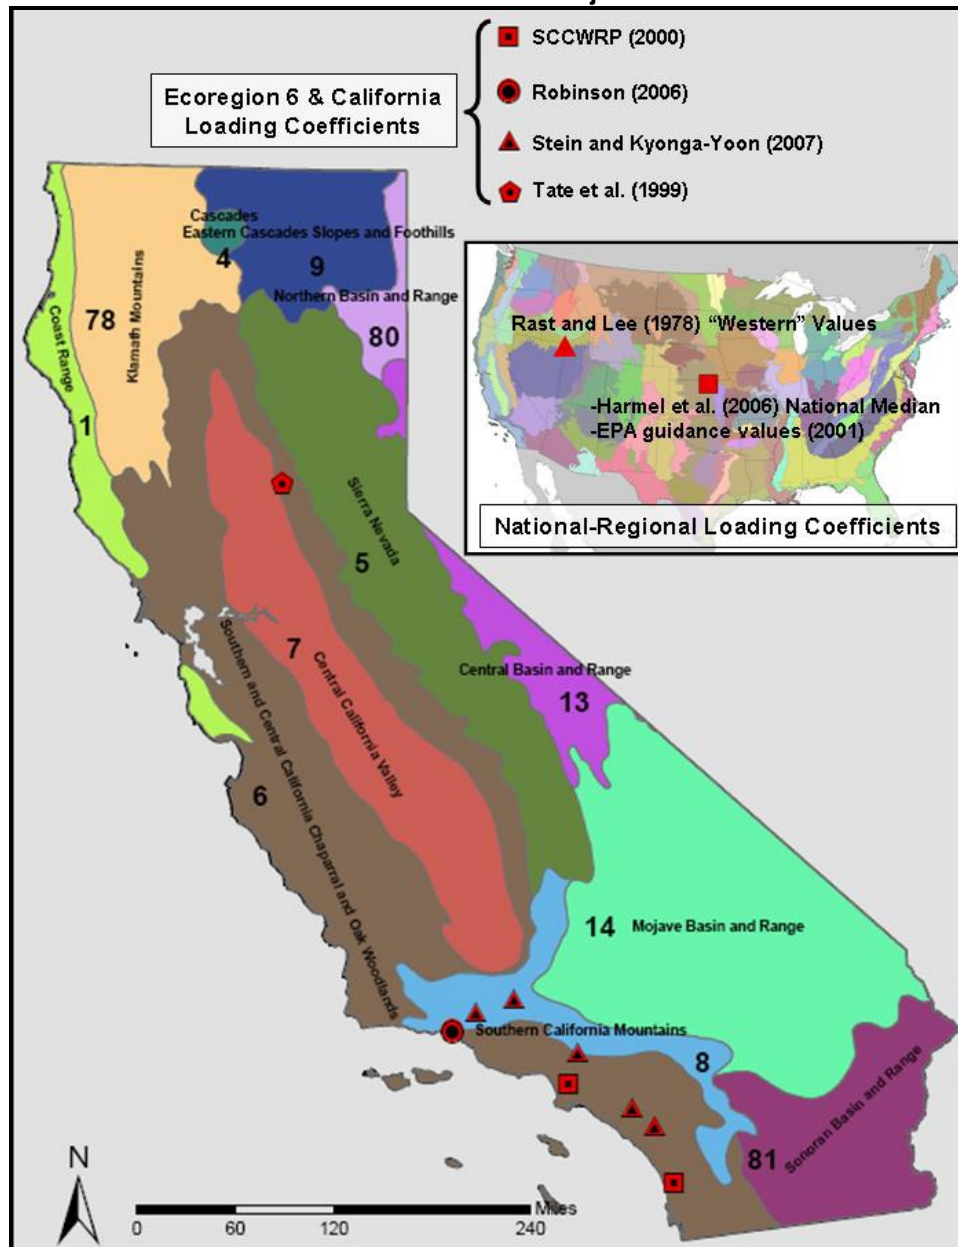 SCCWRP (2000)
Ecoregion 6 & California
Loading Coefficients
Robinson (2006)
Stein and Kyonga-Yoon (2007)
Tate et al. (1999)
Cascades
Eastern Cascades Slopes and Foothills
4
9
Northern Basin and Range
80
78
Klamath Mountains
Coast Range
1
Rast and Lee (1978) “Western” Values
-Harmel et al. (2006) National Median
-EPA guidance values (2001)
National-Regional Loading Coefficients
Sierra Nevada
5
7
Central California Valley
Southern and Central California Chaparral and Oak Woodlands
6
Central Basin and Range
13
14
Mojave Basin and Range
Southern California Mountains
8
81
Sonoran Basin and Range
N
Miles
0
60
120
240